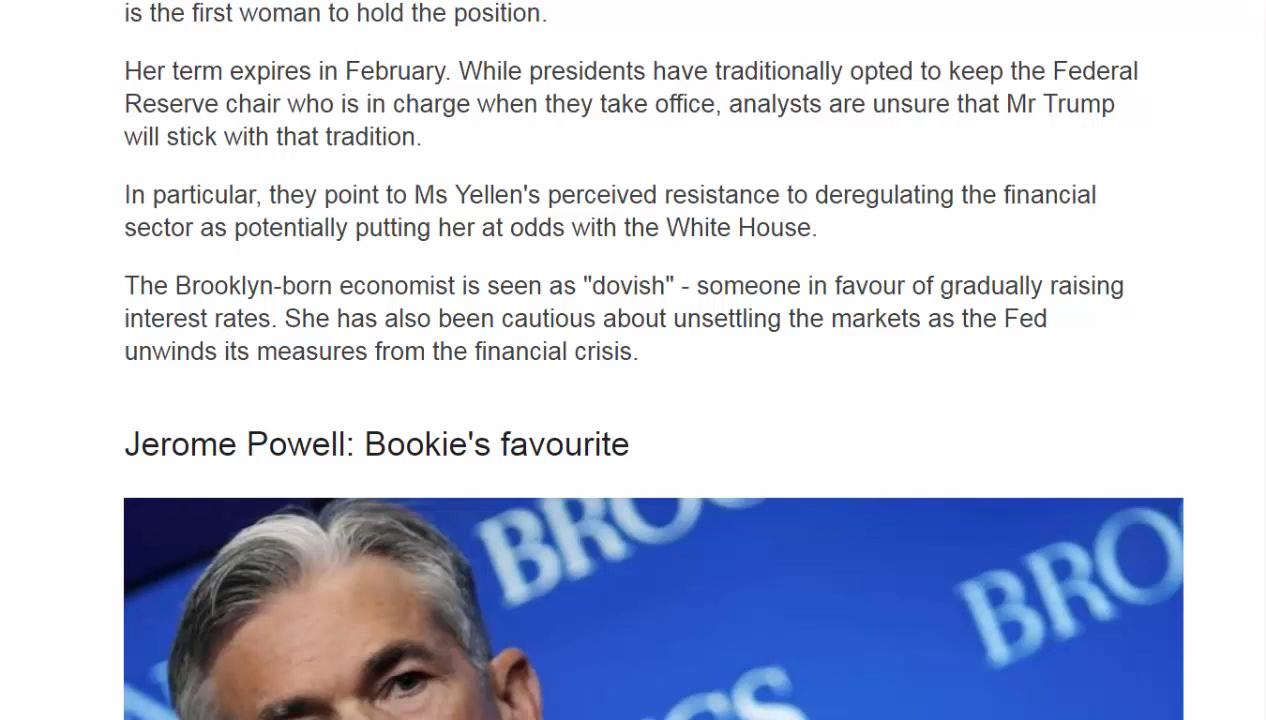 is the first woman to hold the position.
Her term expires in February. While presidents have traditionally opted to keep the Federal
Reserve chair who is in charge when they take office, analysts are unsure that Mr Trump
will stick with that tradition.
In particular, they point to Ms Yellen's perceived resistance to deregulating the financial
sector as potentially putting her at odds with the White House.
The Brooklyn-born economist is seen as "dovish" - someone in favour of gradually raising
interest rates. She has also been cautious about unsettling the markets as the Fed
unwinds its measures from the financial crisis.
Jerome Powell: Bookie's favourite
BRO
BRO